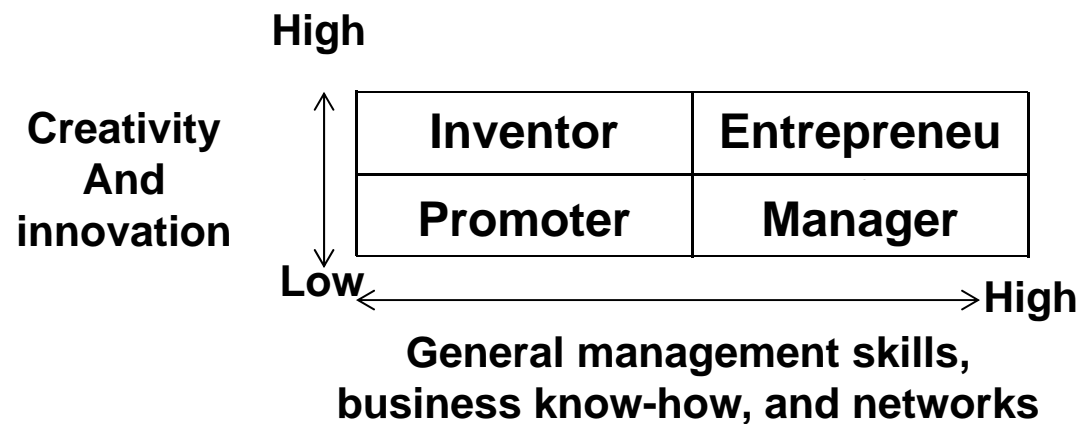 High
Creativity
And
innovation
Inventor
Entrepreneu
Promoter
Manager
Low
High
General management skills,
business know-how, and networks